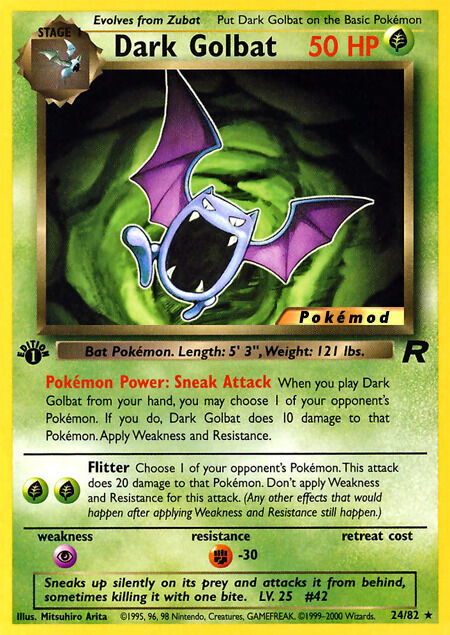 Evolves from Zubat Put Dark Golbat on the Basic Pokémon
STAGE 1
Dark Golbat 50 HP
Pokémod
EDITION
1
Bat Pokémon. Length: 5' 3", Weight: 121 lbs.
R
Pokémon Power: Sneak Attack When you play Dark
Golbat from your hand, you may choose 1 of your opponent's
Pokémon. If you do, Dark Golbat does 10 damage to that
Pokémon. Apply Weakness and Resistance.
Flitter Choose 1 of your opponent's Pokémon. This attack
does 20 damage to that Pokémon. Don't apply Weakness
and Resistance for this attack. (Any other effects that would
happen after applying Weakness and Resistance still happen.)
weakness resistance retreat cost
-30
Sneaks up silently on its prey and attacks it from behind,
sometimes killing it with one bite. LV. 25 #42
Illus. Mitsuhiro Arita ©1995, 96, 98 Nintendo, Creatures, GAMEFREAK. ©1999-2000 Wizards. 24/82 ★